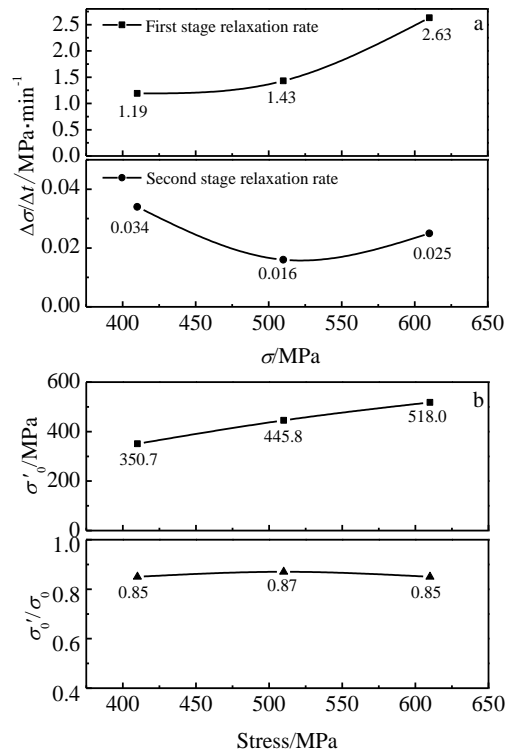 2.5
2.0
1.5
1.0
0.5
0.0
First stage relaxation rate
a
1.19
1.43
2.63
Δσ/Δt/MPa·min⁻¹
0.04
0.02
0.00
Second stage relaxation rate
0.034
0.016
0.025
400 450 500 550 600 650
σ/MPa
600
400
200
0
σ′₀/MPa
b
350.7
445.8
518.0
1.0
0.8
0.6
0.4
σ₀′/σ₀
0.85
0.87
0.85
400 450 500 550 600 650
Stress/MPa